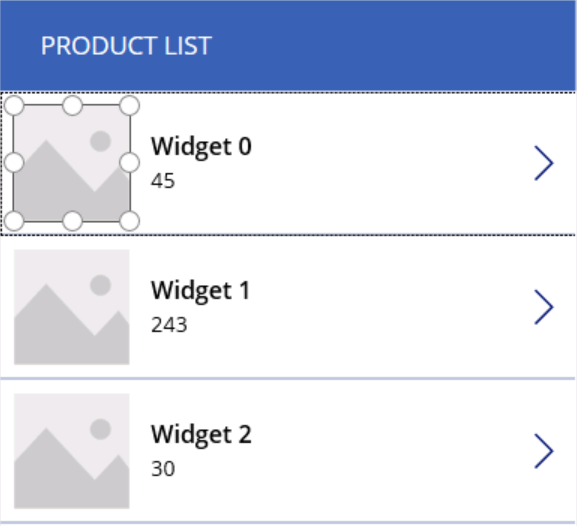 PRODUCT LIST
Widget 0
45
Widget 1
243
Widget 2
30